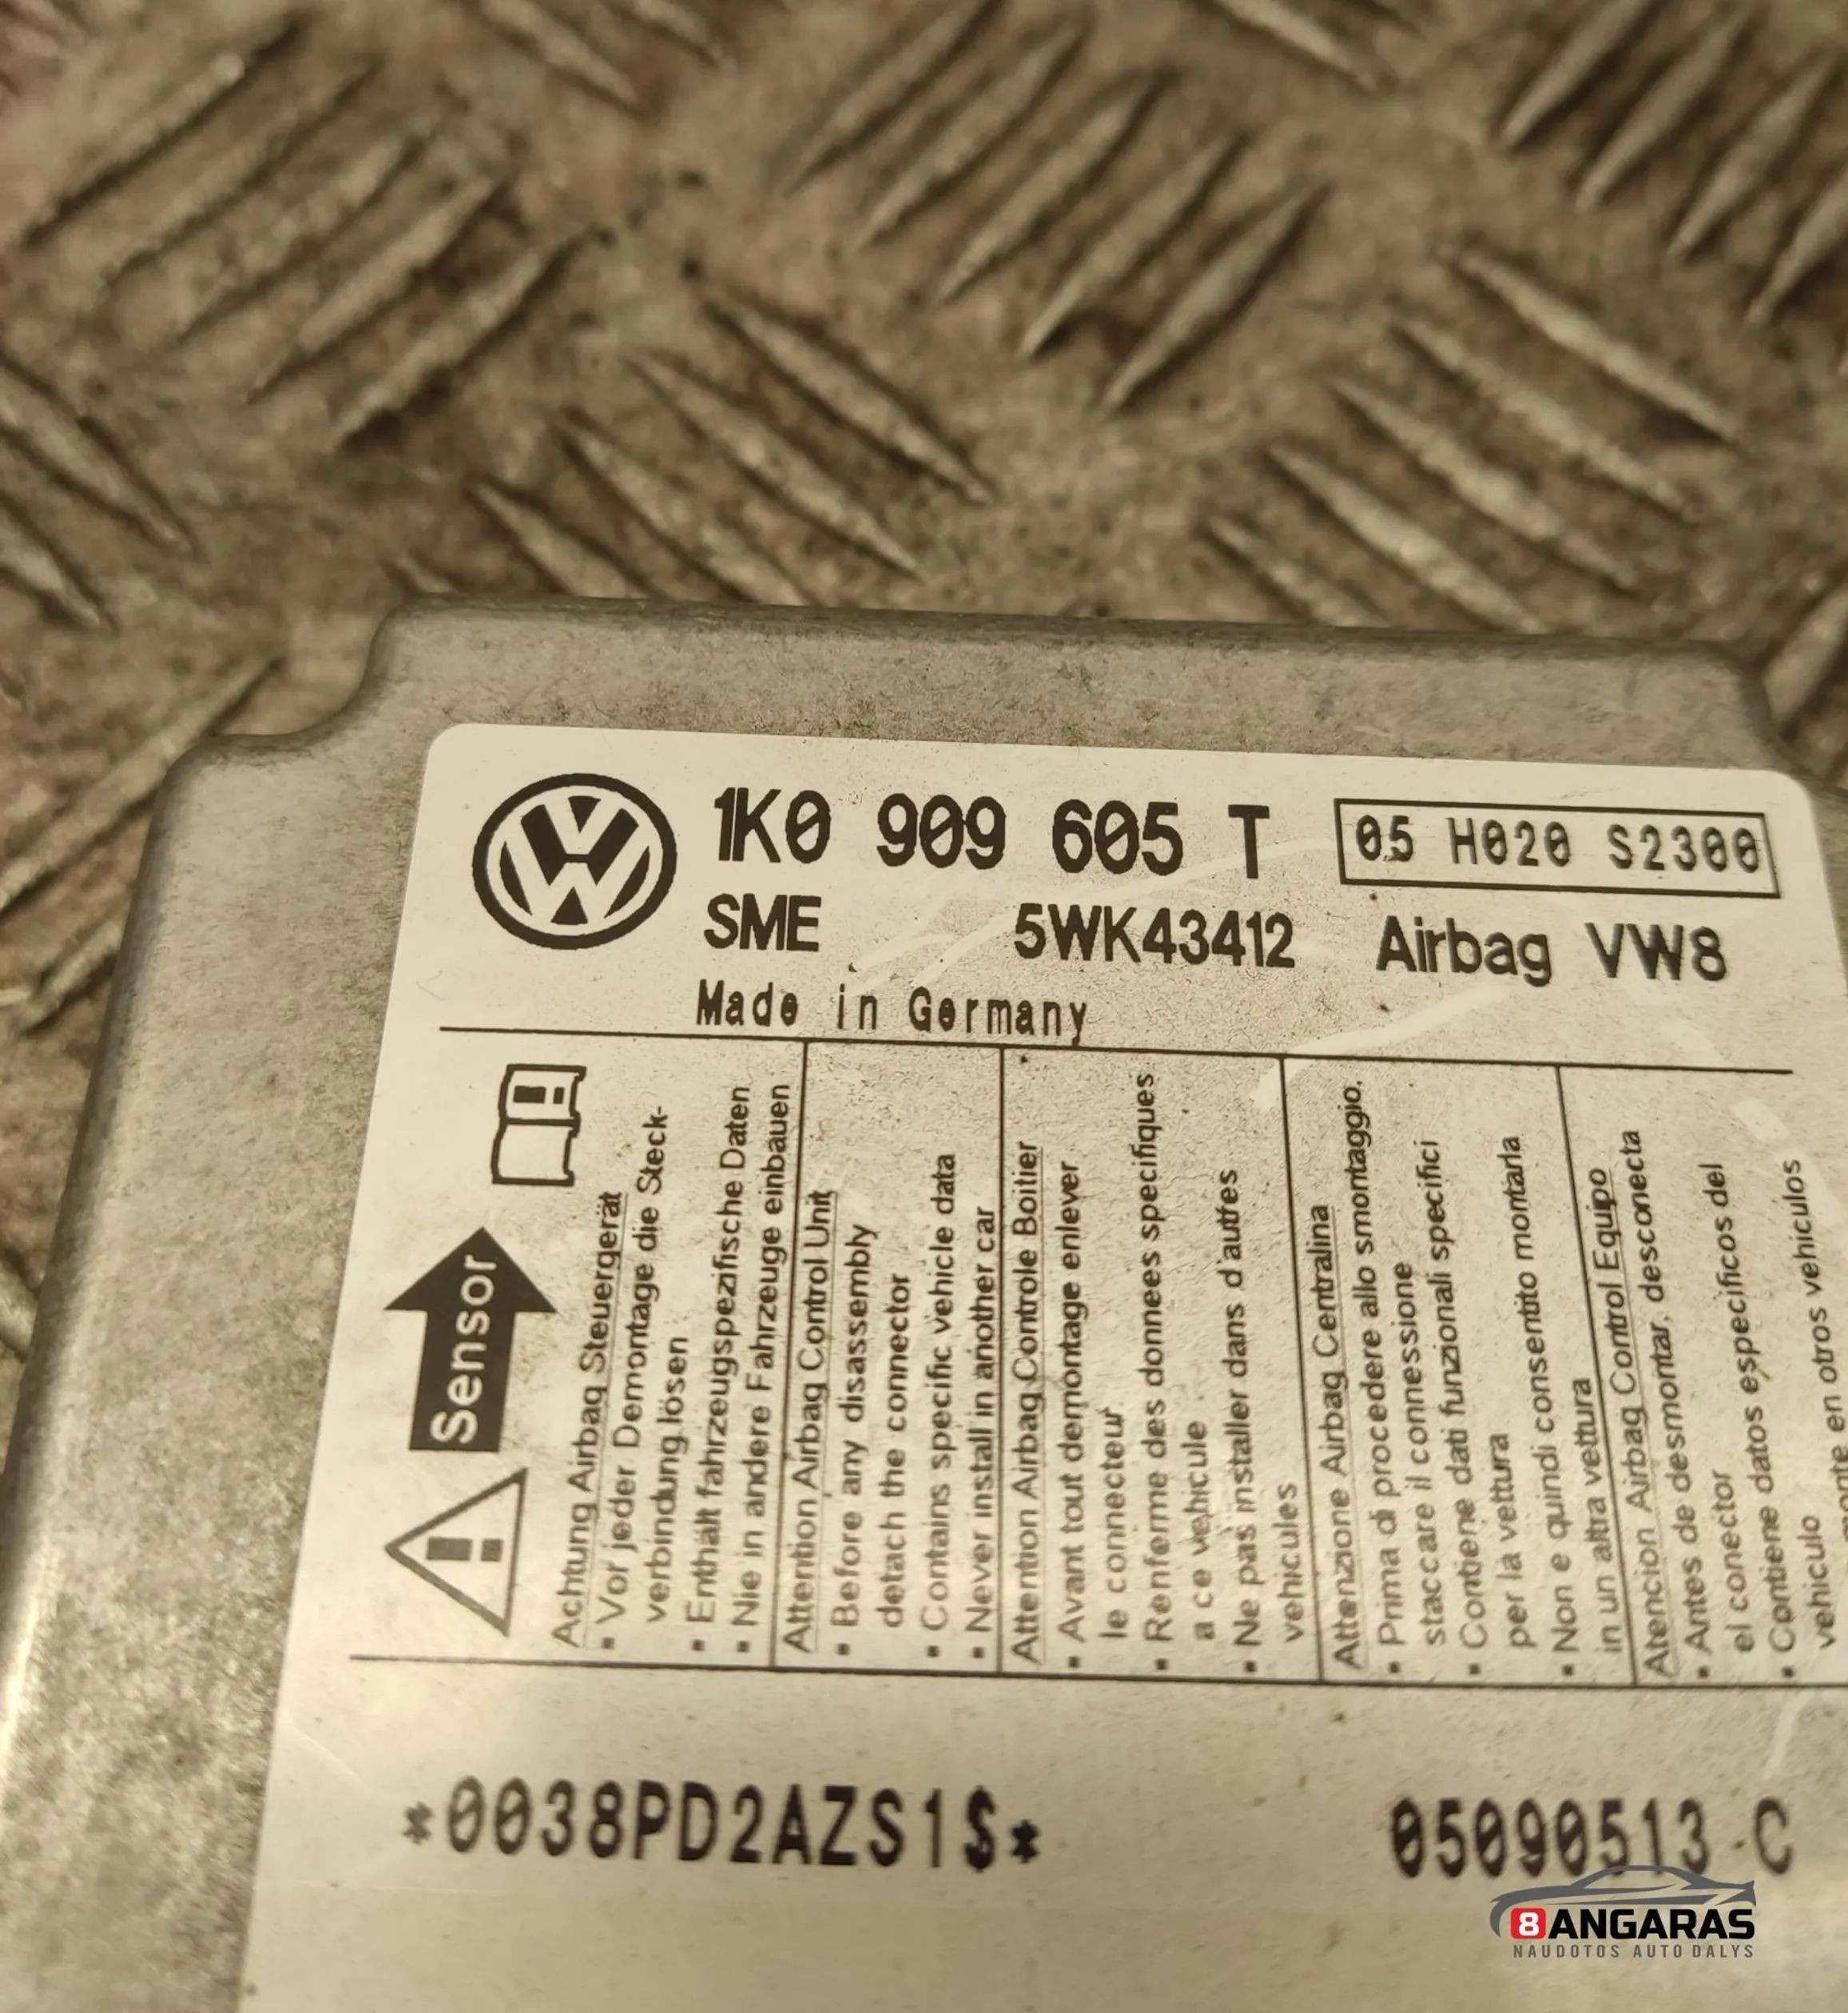 1K0 909 605 T
05 H020 S2300
SME 5WK43412 Airbag VW8
Made in Germany
Sensor
Achtung Airbag Steuergerät
▪ Vor jeder Demontage die Steck-
verbindung lösen
▪ Enthält fahrzeugspezifische Daten
▪ Nie in andere Fahrzeuge einbauen
Attention Airbag Control Unit
▪ Before any disassembly
detach the connector
▪ Contains specific vehicle data
▪ Never install in another car
Attention Airbag Controle Boitier
▪ Avant tout demontage enlever
le connecteur
▪ Renferme des donnees specifiques
a ce vehicule
▪ Ne pas installer dans d'autres
vehicules
Attenzione Airbag Centralina
▪ Prima di procedere allo smontaggio,
staccare il connessione
▪ Contiene dati funzionali specifici
per la vettura
▪ Non e quindi consentito montarla
in un altra vettura
Atencion Airbag Control Equipo
▪ Antes de desmontar, desconecta
el conector
▪ Contiene datos especificos del
vehiculo
en otros vehiculos
*0038PD2AZS1S*
05090513 C
8ANGARAS
NAUDOTOS AUTO DALYS